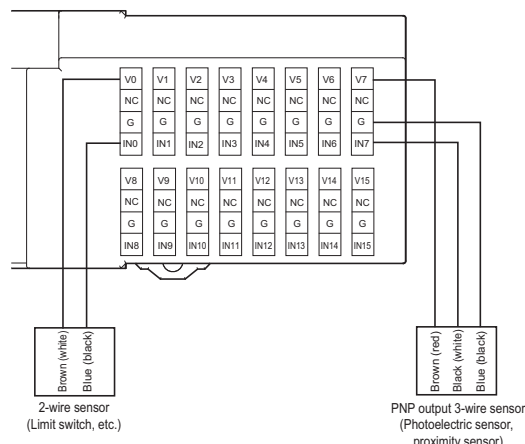 V0 V1 V2 V3 V4 V5 V6 V7
NC NC NC NC NC NC NC NC
G G G G G G G G
IN0 IN1 IN2 IN3 IN4 IN5 IN6 IN7
V8 V9 V10 V11 V12 V13 V14 V15
NC NC NC NC NC NC NC NC
G G G G G G G G
IN8 IN9 IN10 IN11 IN12 IN13 IN14 IN15
Brown (white)
Blue (black)
2-wire sensor
(Limit switch, etc.)
Brown (red)
Black (white)
Blue (black)
PNP output 3-wire sensor
(Photoelectric sensor,
proximity sensor)